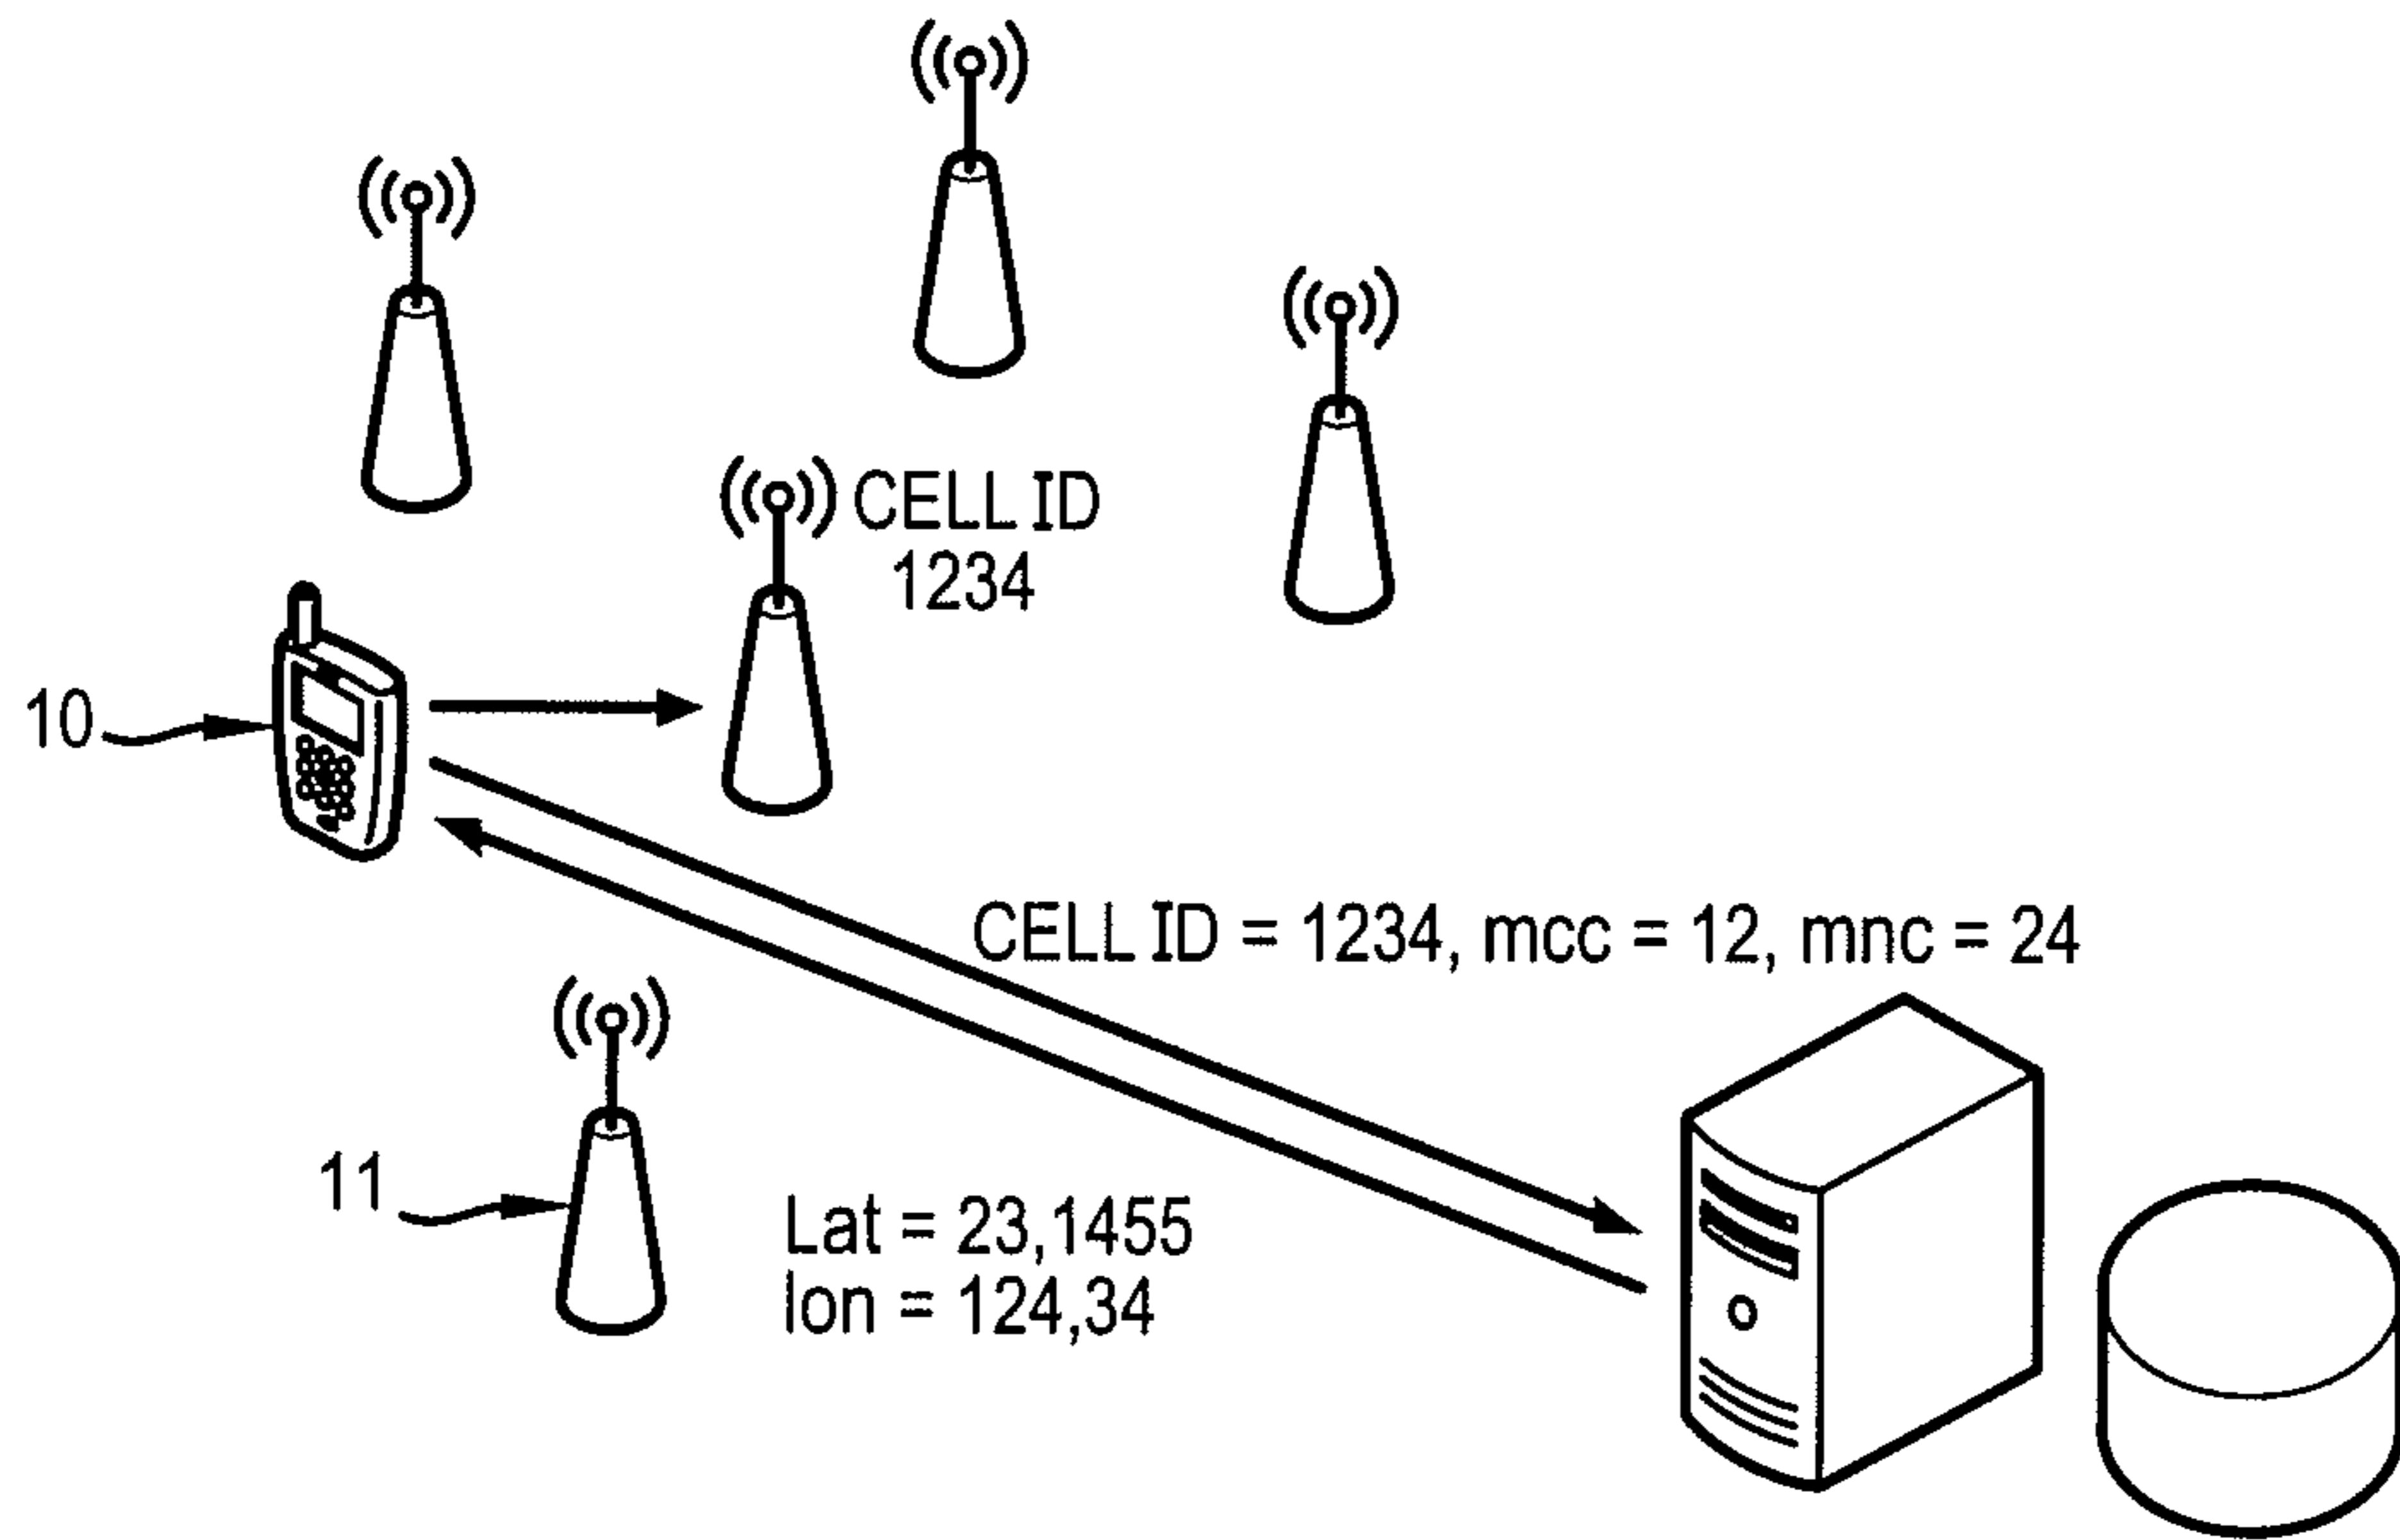 CELL ID
1234
10
CELL ID = 1234, mcc = 12, mnc = 24
11
Lat = 23,1455
lon = 124,34